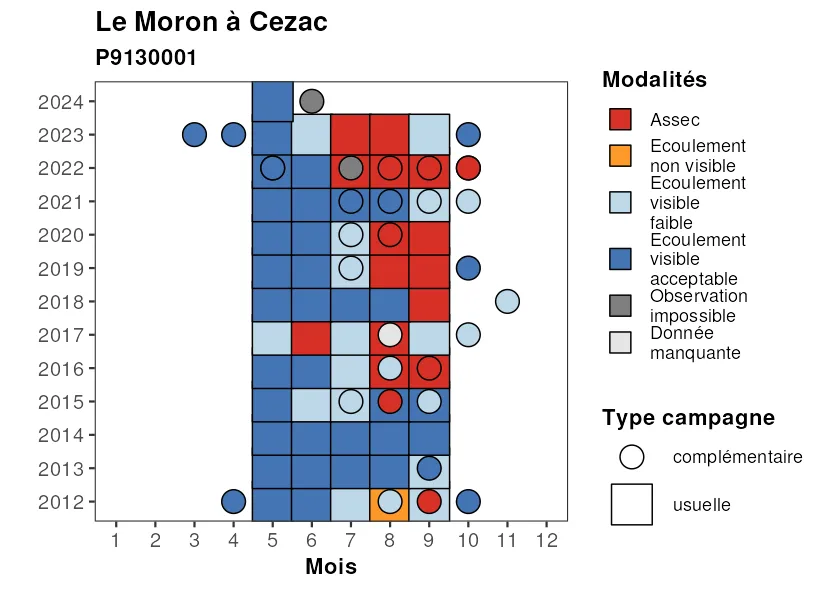 Le Moron à Cezac
P9130001
2024
2023
2022
2021
2020
2019
2018
2017
2016
2015
2014
2013
2012
1 2 3 4 5 6 7 8 9 10 11 12
Mois
Modalités
Assec
Ecoulement
non visible
Ecoulement
visible
faible
Ecoulement
visible
acceptable
Observation
impossible
Donnée
manquante
Type campagne
complémentaire
usuelle